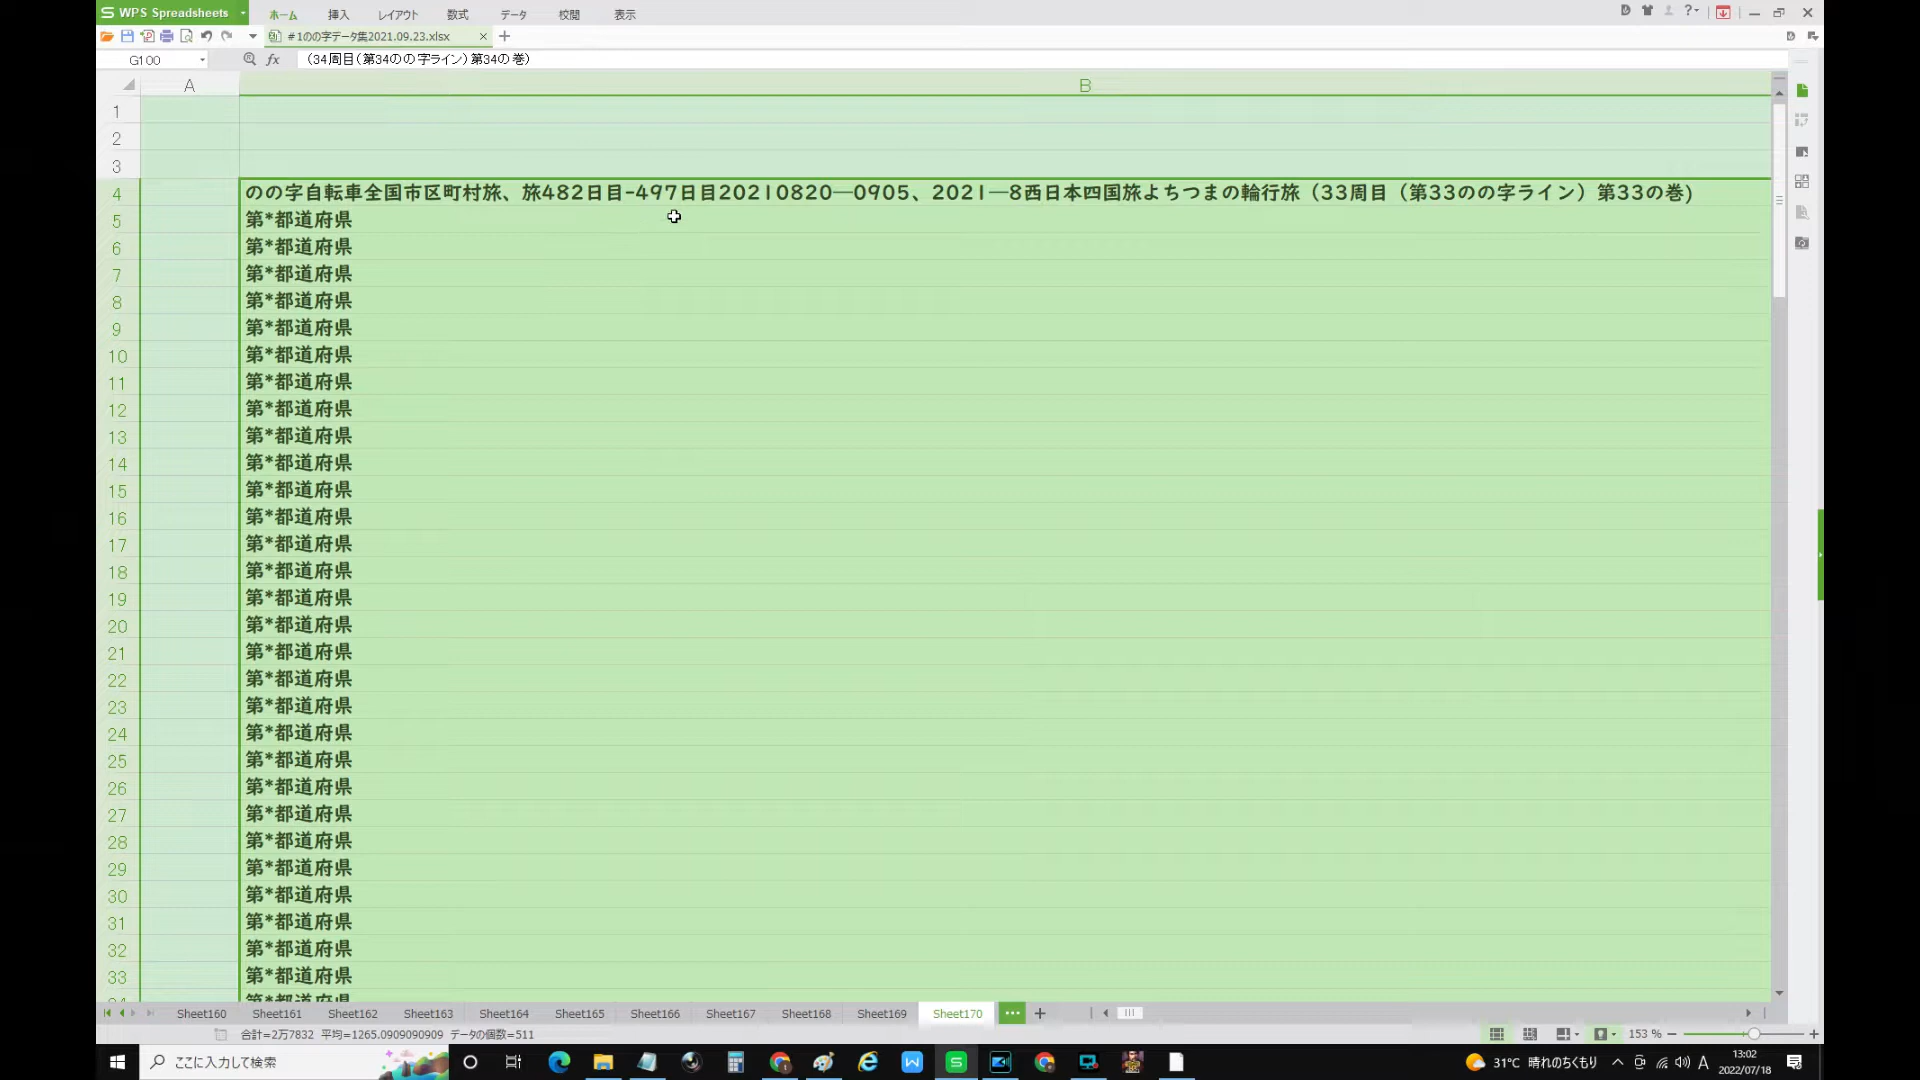 WPS Spreadsheets
ホーム 挿入 レイアウト 数式 データ 校閲 表示
#1のの字データ集2021.09.23.xlsx
G100 fx (34周目(第34のの字ライン)第34の巻)
A B
1
2
3
4 のの字自転車全国市区町村旅、旅482日目-497日目20210820—0905、2021—8西日本四国旅よちつまの輪行旅（33周目（第33のの字ライン）第33の巻)
5 第*都道府県
6 第*都道府県
7 第*都道府県
8 第*都道府県
9 第*都道府県
10 第*都道府県
11 第*都道府県
12 第*都道府県
13 第*都道府県
14 第*都道府県
15 第*都道府県
16 第*都道府県
17 第*都道府県
18 第*都道府県
19 第*都道府県
20 第*都道府県
21 第*都道府県
22 第*都道府県
23 第*都道府県
24 第*都道府県
25 第*都道府県
26 第*都道府県
27 第*都道府県
28 第*都道府県
29 第*都道府県
30 第*都道府県
31 第*都道府県
32 第*都道府県
33 第*都道府県
第*都道府県
Sheet160 Sheet161 Sheet162 Sheet163 Sheet164 Sheet165 Sheet166 Sheet167 Sheet168 Sheet169 Sheet170
合計=2万7832 平均=1265.0909090909 データの個数=511 153 %
ここに入力して検索 31°C 晴れのちくもり A 13:02
2022/07/18